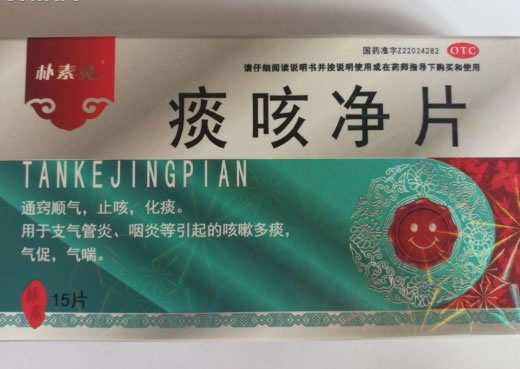 国药准字Z22024282 OTC
朴素灵
请仔细阅读说明书并按说明使用或在药师指导下购买和使用
痰咳净片
TANKEJINGPIAN
通窍顺气，止咳，化痰。
用于支气管炎、咽炎等引起的咳嗽多痰，
气促，气喘。
15片